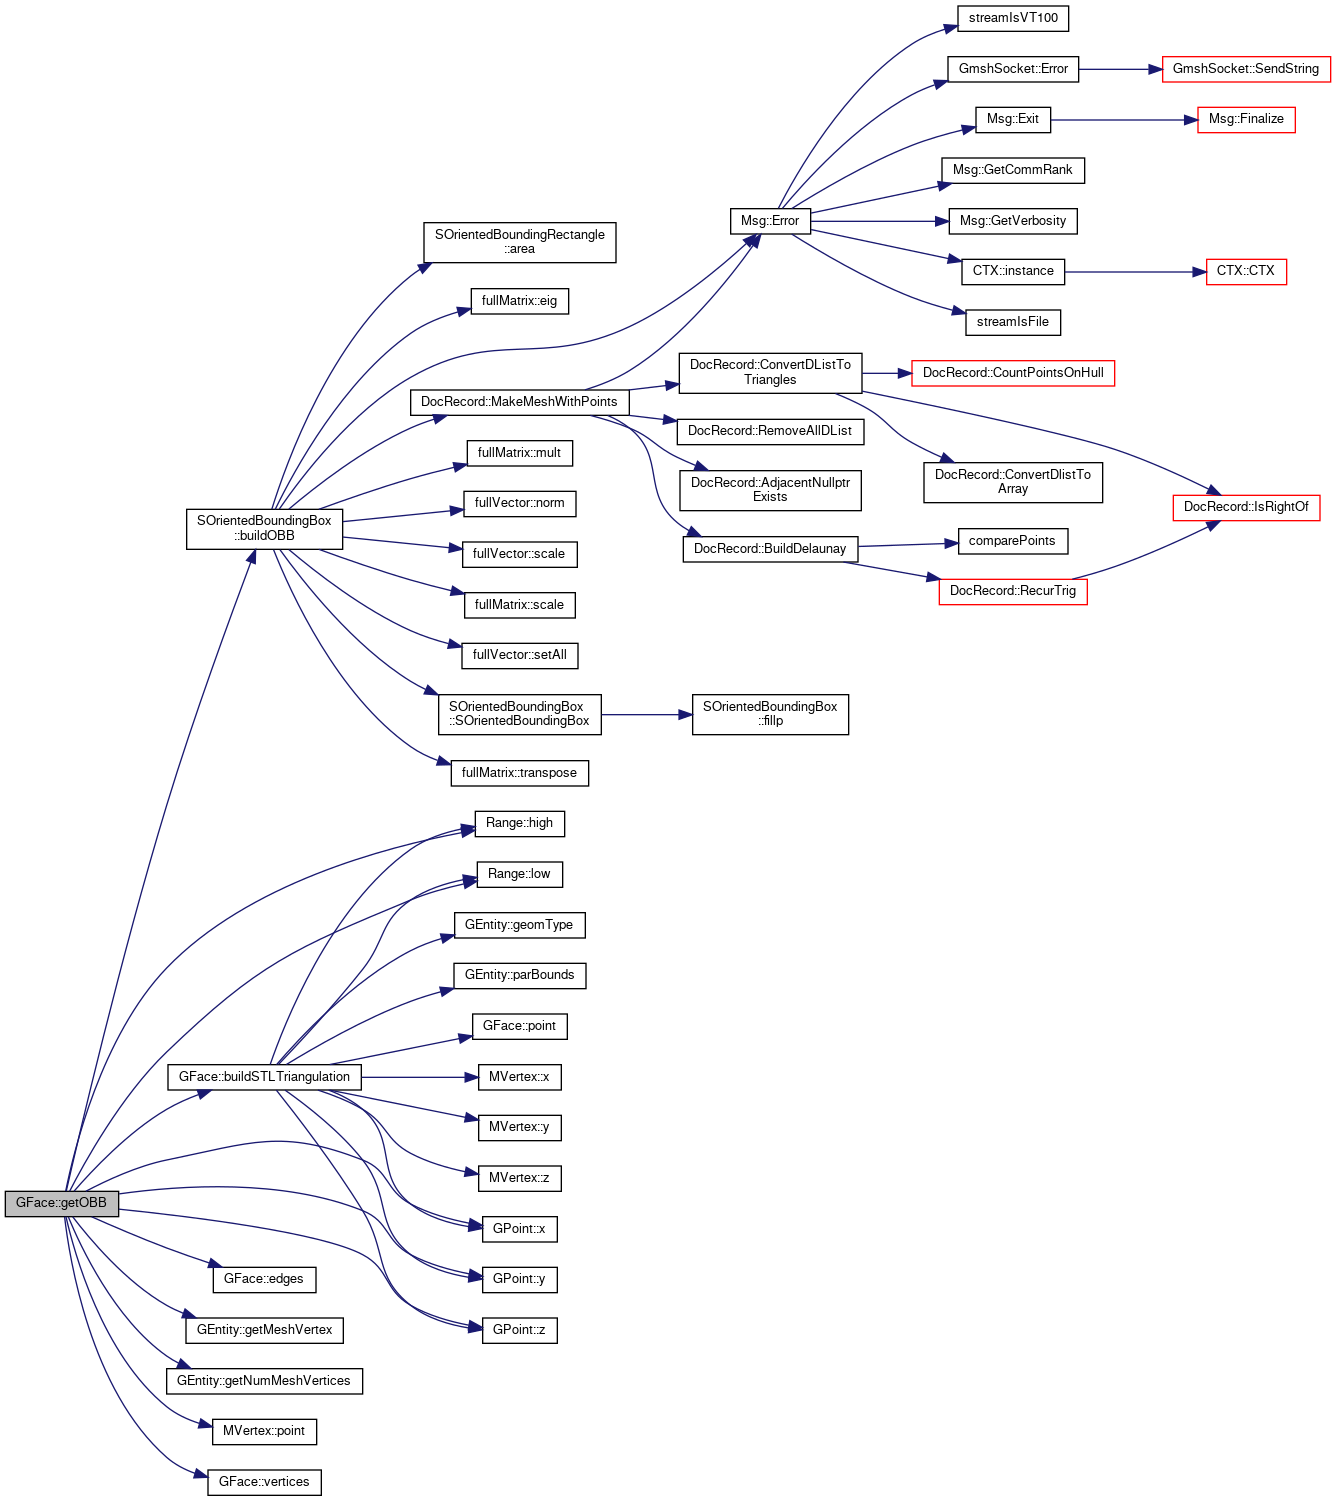 streamIsVT100
GmshSocket::Error
GmshSocket::SendString
Msg::Exit
Msg::Finalize
Msg::GetCommRank
Msg::Error
Msg::GetVerbosity
SOrientedBoundingRectangle
::area
CTX::instance
CTX::CTX
fullMatrix::eig
streamIsFile
DocRecord::ConvertDListTo
Triangles
DocRecord::CountPointsOnHull
DocRecord::MakeMeshWithPoints
DocRecord::RemoveAllDList
fullMatrix::mult
DocRecord::AdjacentNullptr
Exists
DocRecord::ConvertDlistTo
Array
fullVector::norm
DocRecord::IsRightOf
SOrientedBoundingBox
::buildOBB
DocRecord::BuildDelaunay
comparePoints
fullVector::scale
DocRecord::RecurTrig
fullMatrix::scale
fullVector::setAll
SOrientedBoundingBox
::SOrientedBoundingBox
SOrientedBoundingBox
::fillp
fullMatrix::transpose
Range::high
Range::low
GEntity::geomType
GEntity::parBounds
GFace::point
GFace::buildSTLTriangulation
MVertex::x
MVertex::y
MVertex::z
GFace::getOBB
GPoint::x
GFace::edges
GPoint::y
GEntity::getMeshVertex
GPoint::z
GEntity::getNumMeshVertices
MVertex::point
GFace::vertices